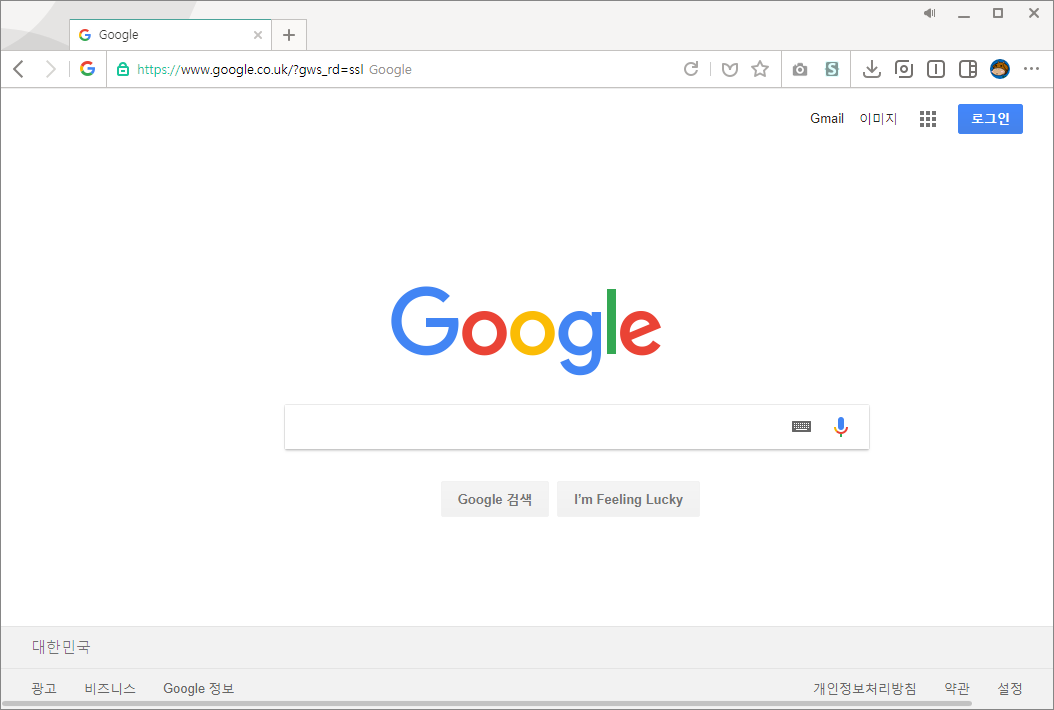 Google
https://www.google.co.uk/?gws_rd=ssl Google
Gmail 이미지 로그인
Google
Google 검색 I'm Feeling Lucky
대한민국
광고 비즈니스 Google 정보 개인정보처리방침 약관 설정